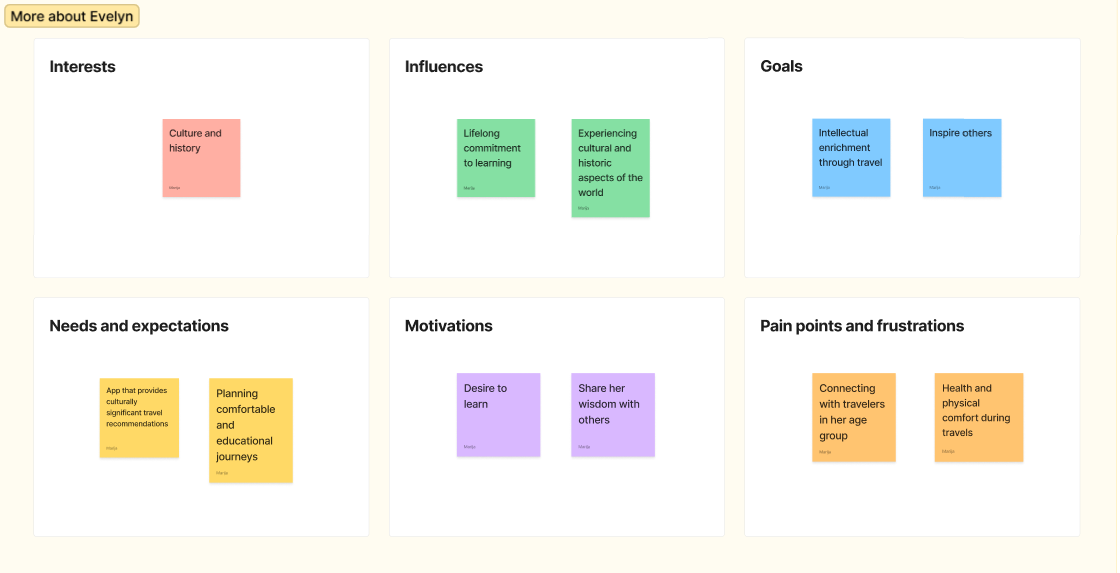 More about Evelyn
Interests
Culture and
history
Marija
Influences
Lifelong
commitment
to learning
Marija
Experiencing
cultural and
historic
aspects of the
world
Marija
Goals
Intellectual
enrichment
through travel
Marija
Inspire others
Marija
Needs and expectations
App that provides
culturally
significant travel
recommendations
Marija
Planning
comfortable
and
educational
journeys
Marija
Motivations
Desire to
learn
Marija
Share her
wisdom with
others
Marija
Pain points and frustrations
Connecting
with travelers
in her age
group
Marija
Health and
physical
comfort during
travels
Marija